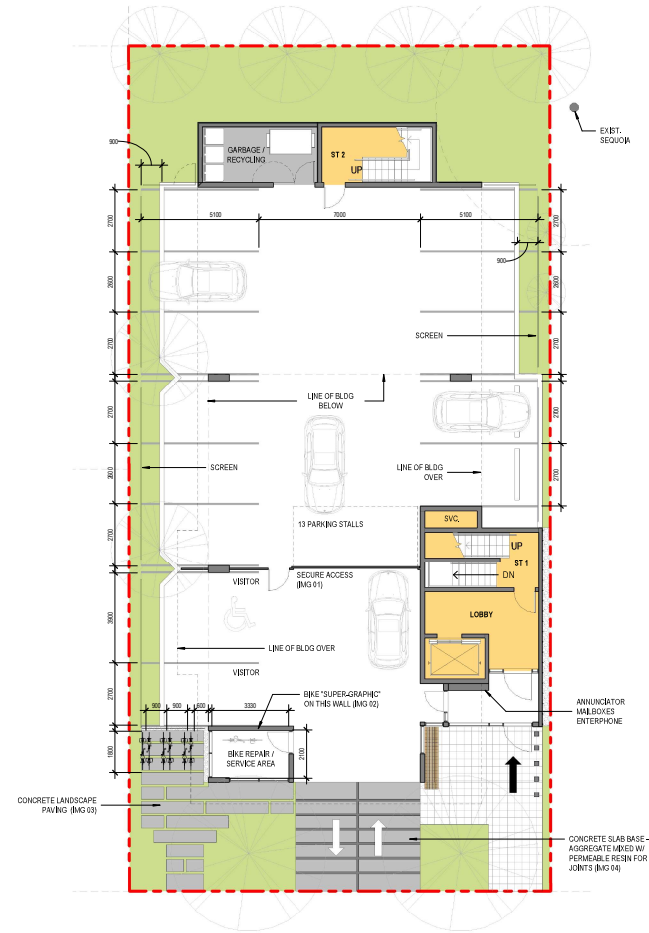 EXIST.
SEQUOIA
900
GARBAGE /
RECYCLING
ST 2
UP
5100
7000
5100
2700
2700
900
2600
2600
SCREEN
2700
2700
LINE OF BLDG
BELOW
2700
2700
SCREEN
LINE OF BLDG
OVER
2600
2700
13 PARKING STALLS
SVC.
2700
UP
ST 1
DN
VISITOR
SECURE ACCESS
(IMG 01)
LOBBY
3900
LINE OF BLDG OVER
VISITOR
2700
BIKE "SUPER-GRAPHIC"
ON THIS WALL (IMG 02)
ANNUNCIATOR
MAILBOXES
ENTERPHONE
900
900
600
3330
1800
BIKE REPAIR /
SERVICE AREA
2100
CONCRETE LANDSCAPE
PAVING (IMG 03)
CONCRETE SLAB BASE -
AGGREGATE MIXED W/
PERMEABLE RESIN FOR
JOINTS (IMG 04)